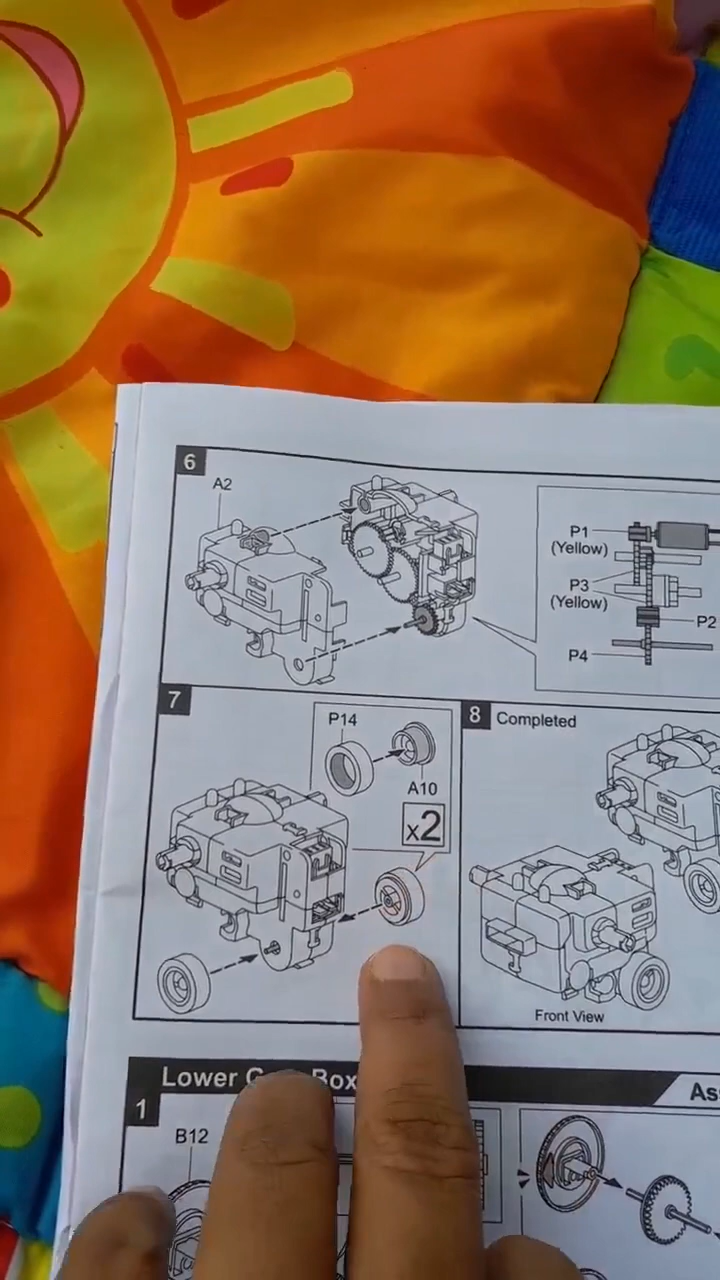 6
A2
P1
(Yellow)
P3
(Yellow)
P2
P4
7
P14
A10
x2
8 Completed
Front View
Lower Box
1
B12